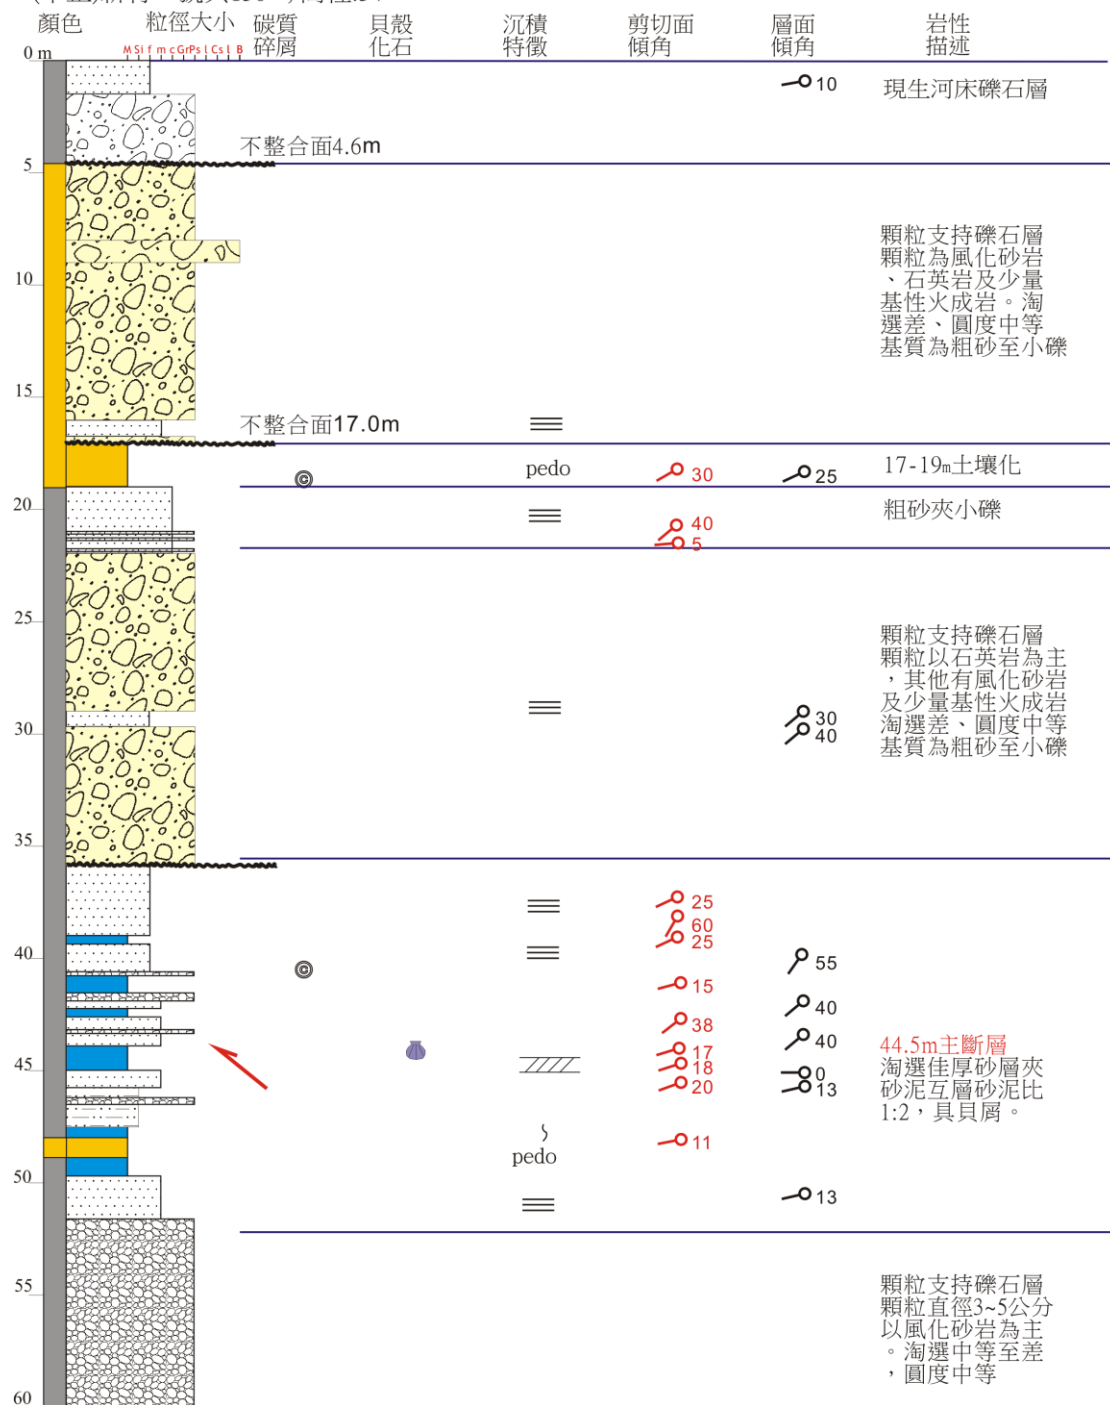 顏色 粒徑大小 碳質碎屑 貝殼化石 沉積特徵 剪切面傾角 層面傾角 岩性描述
M Si f m c Gr Ps l C s l B
0 m
10
現生河床礫石層
不整合面4.6m
5
顆粒支持礫石層
顆粒為風化砂岩
、石英岩及少量
基性火成岩。淘
選差、圓度中等
基質為粗砂至小礫
10
15
不整合面17.0m
©
pedo
30
25
17-19m土壤化
20
粗砂夾小礫
40
5
25
顆粒支持礫石層
顆粒以石英岩為主
,其他有風化砂岩
及少量基性火成岩
淘選差、圓度中等
基質為粗砂至小礫
30
30
40
35
25
60
25
40
©
55
15
40
38
40
17
18
20
0
13
44.5m主斷層
淘選佳厚砂層夾
砂泥互層砂泥比
1:2,具貝屑。
45
pedo
11
50
13
55
顆粒支持礫石層
顆粒直徑3~5公分
以風化砂岩為主
。淘選中等至差
,圓度中等
60